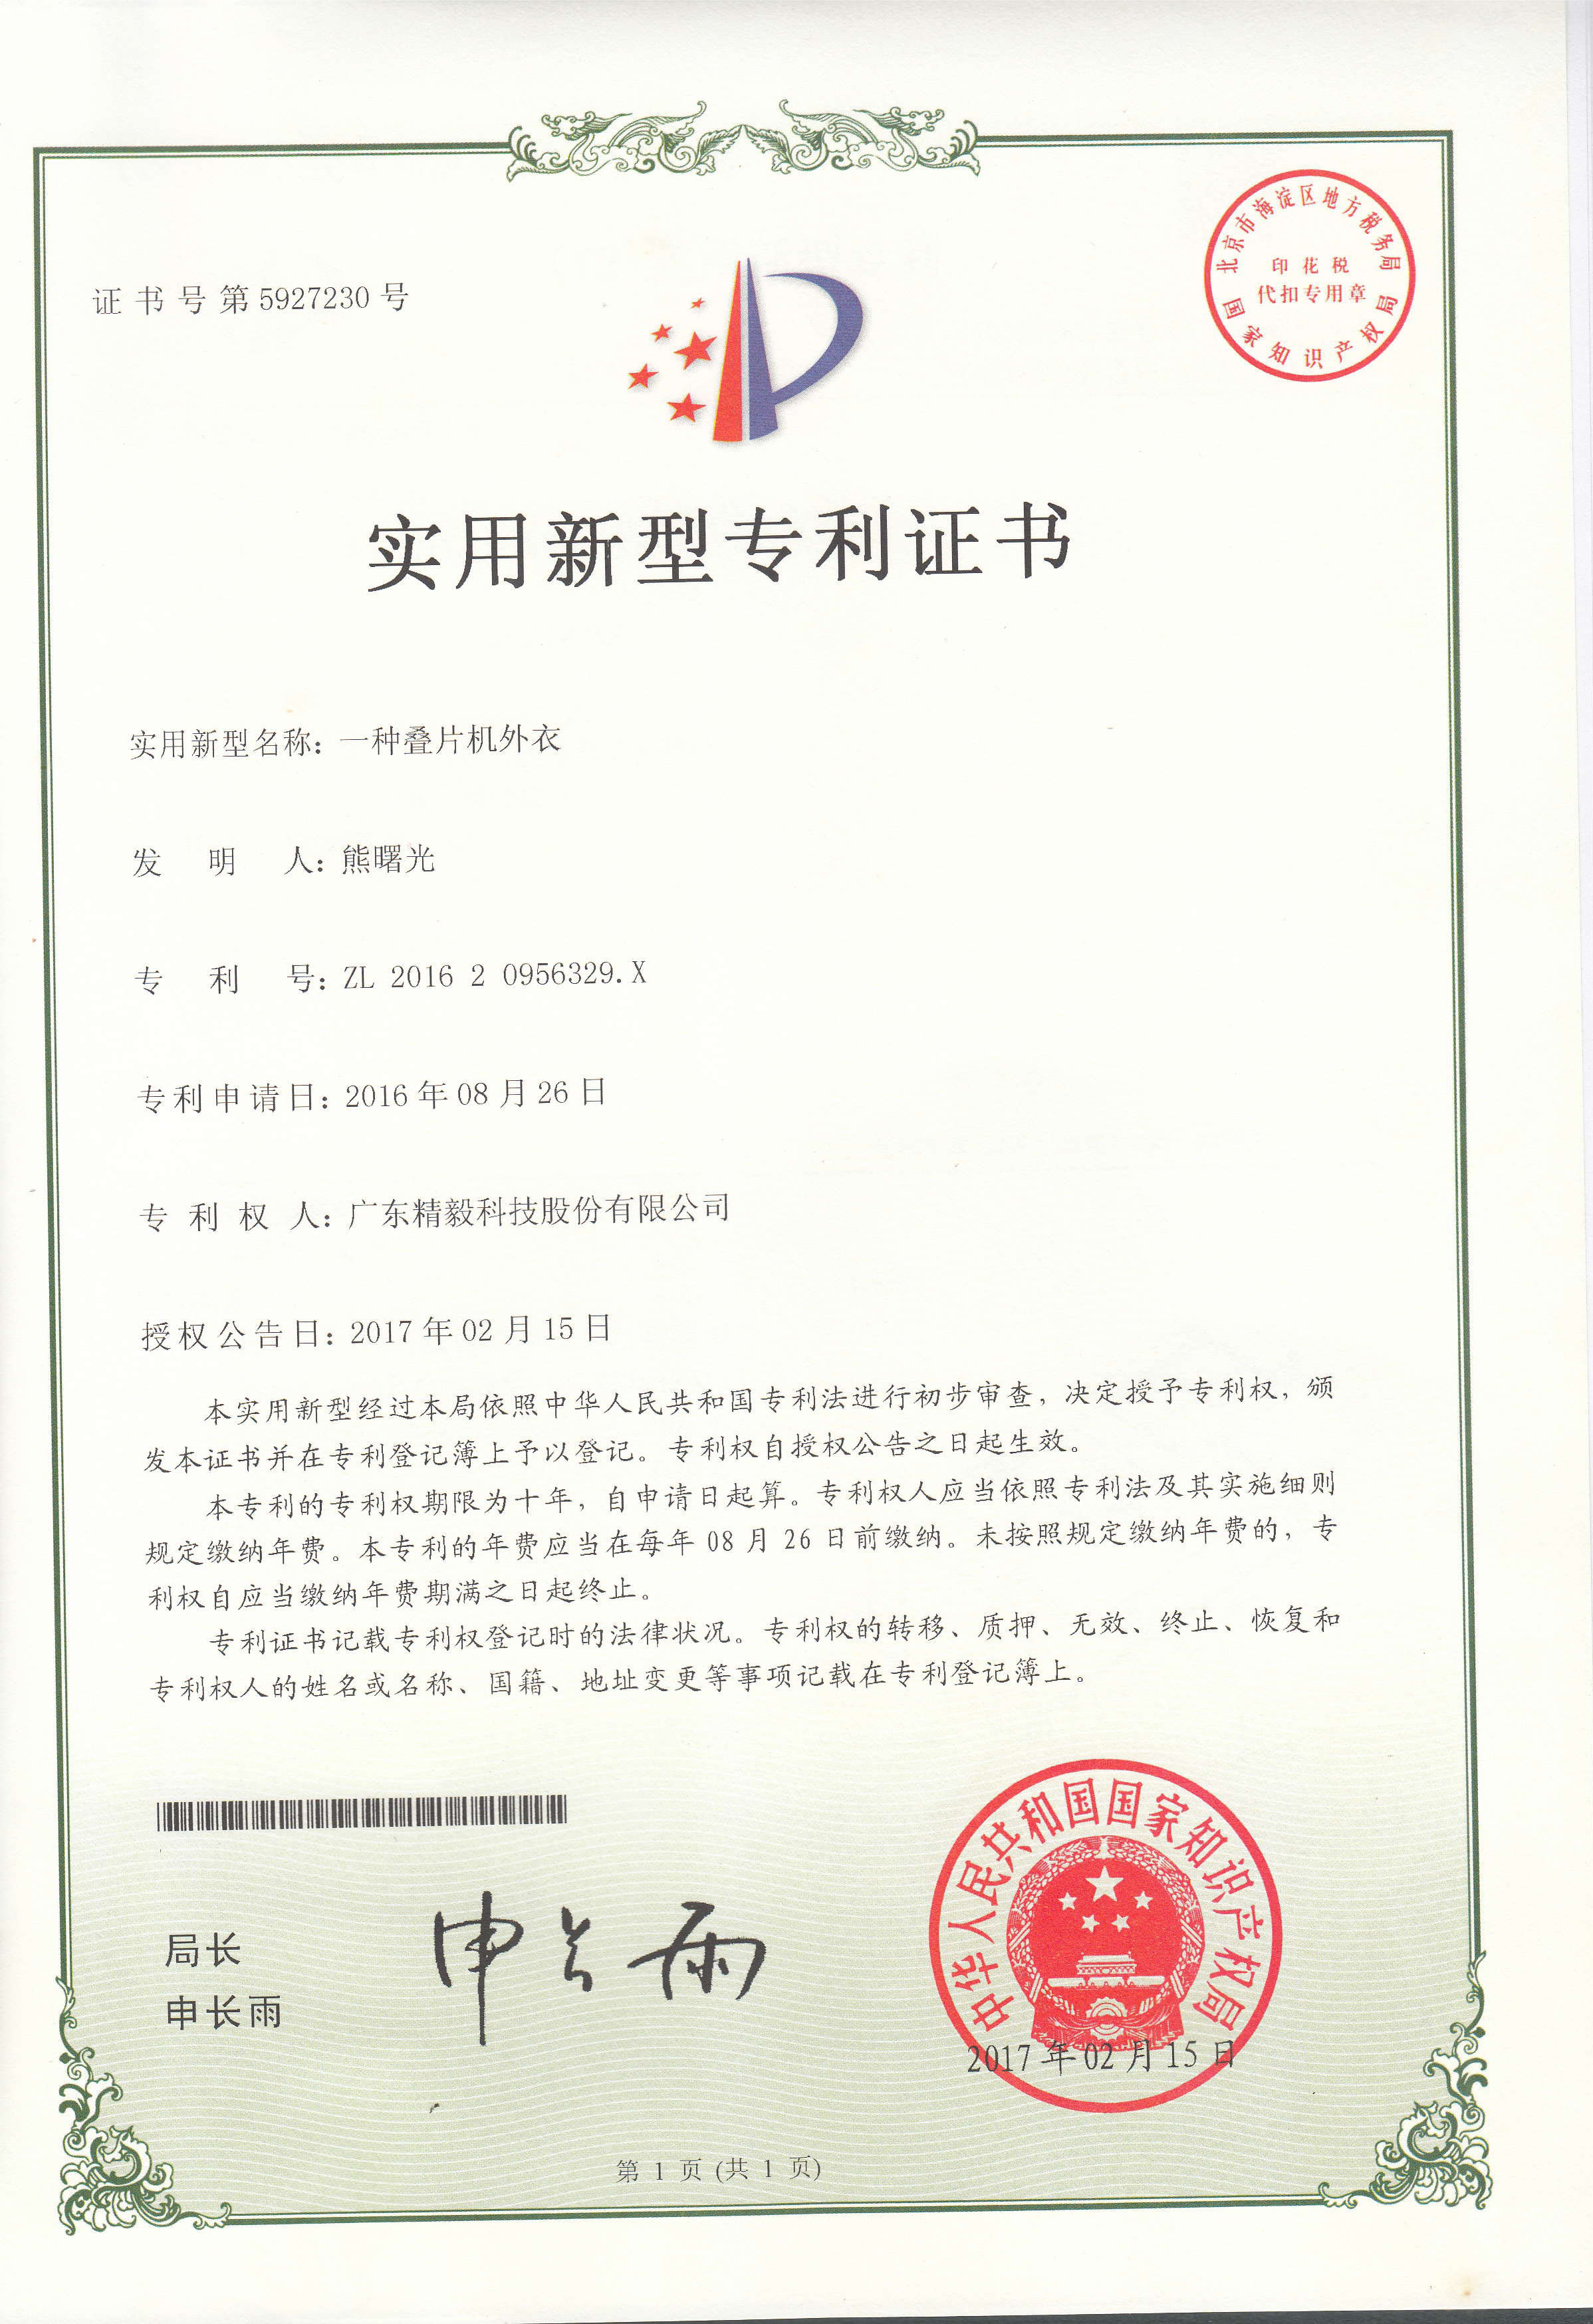 证书号第5927230号
北京市海淀区地方税务局
印花税
代扣专用章
国家知识产权局
实用新型专利证书
实用新型名称：一种叠片机外衣
发明人：熊曙光
专利号：ZL 2016 2 0956329.X
专利申请日：2016年08月26日
专利权人：广东精毅科技股份有限公司
授权公告日：2017年02月15日
本实用新型经过本局依照中华人民共和国专利法进行初步审查，决定授予专利权，颁
发本证书并在专利登记簿上予以登记。专利权自授权公告之日起生效。
本专利的专利权期限为十年，自申请日起算。专利权人应当依照专利法及其实施细则
规定缴纳年费。本专利的年费应当在每年08月26日前缴纳。未按照规定缴纳年费的，专
利权自应当缴纳年费期满之日起终止。
专利证书记载专利权登记时的法律状况。专利权的转移、质押、无效、终止、恢复和
专利权人的姓名或名称、国籍、地址变更等事项记载在专利登记簿上。
局长
申长雨
申长雨
中华人民共和国国家知识产权局
2017年02月15日
第 1 页 (共 1 页)